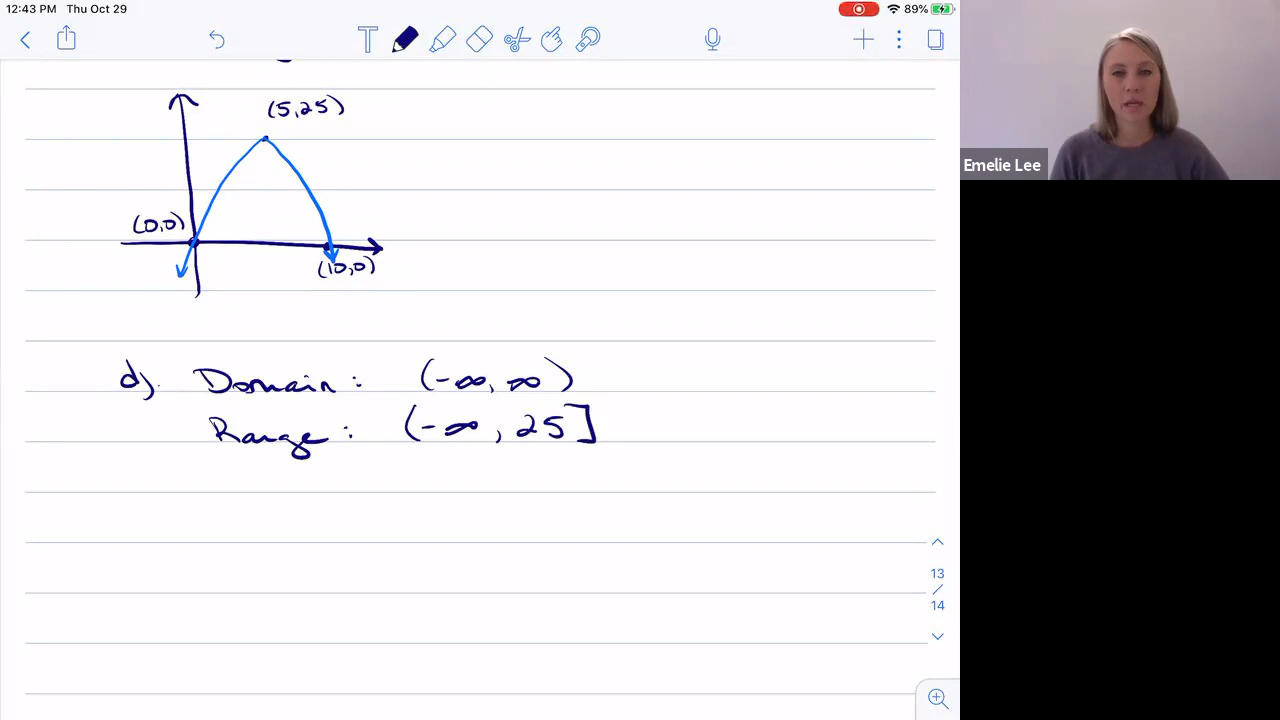 12:43 PM Thu Oct 29
89%
T
(5,25)
(0,0)
(10,0)
d). Domain: (-∞, ∞)
Range: (-∞, 25]
13
/
14
Emelie Lee